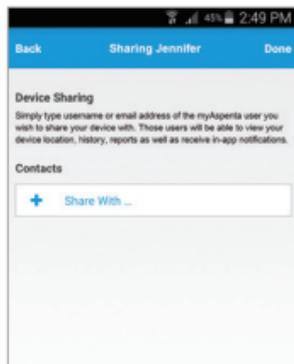 45% 2:49 PM
Back Sharing Jennifer Done
Device Sharing
Simply type username or email address of the myAspenta user you
wish to share your device with. Those users will be able to view your
device location, history, reports as well as receive in-app notifications.
Contacts
+ Share With ...